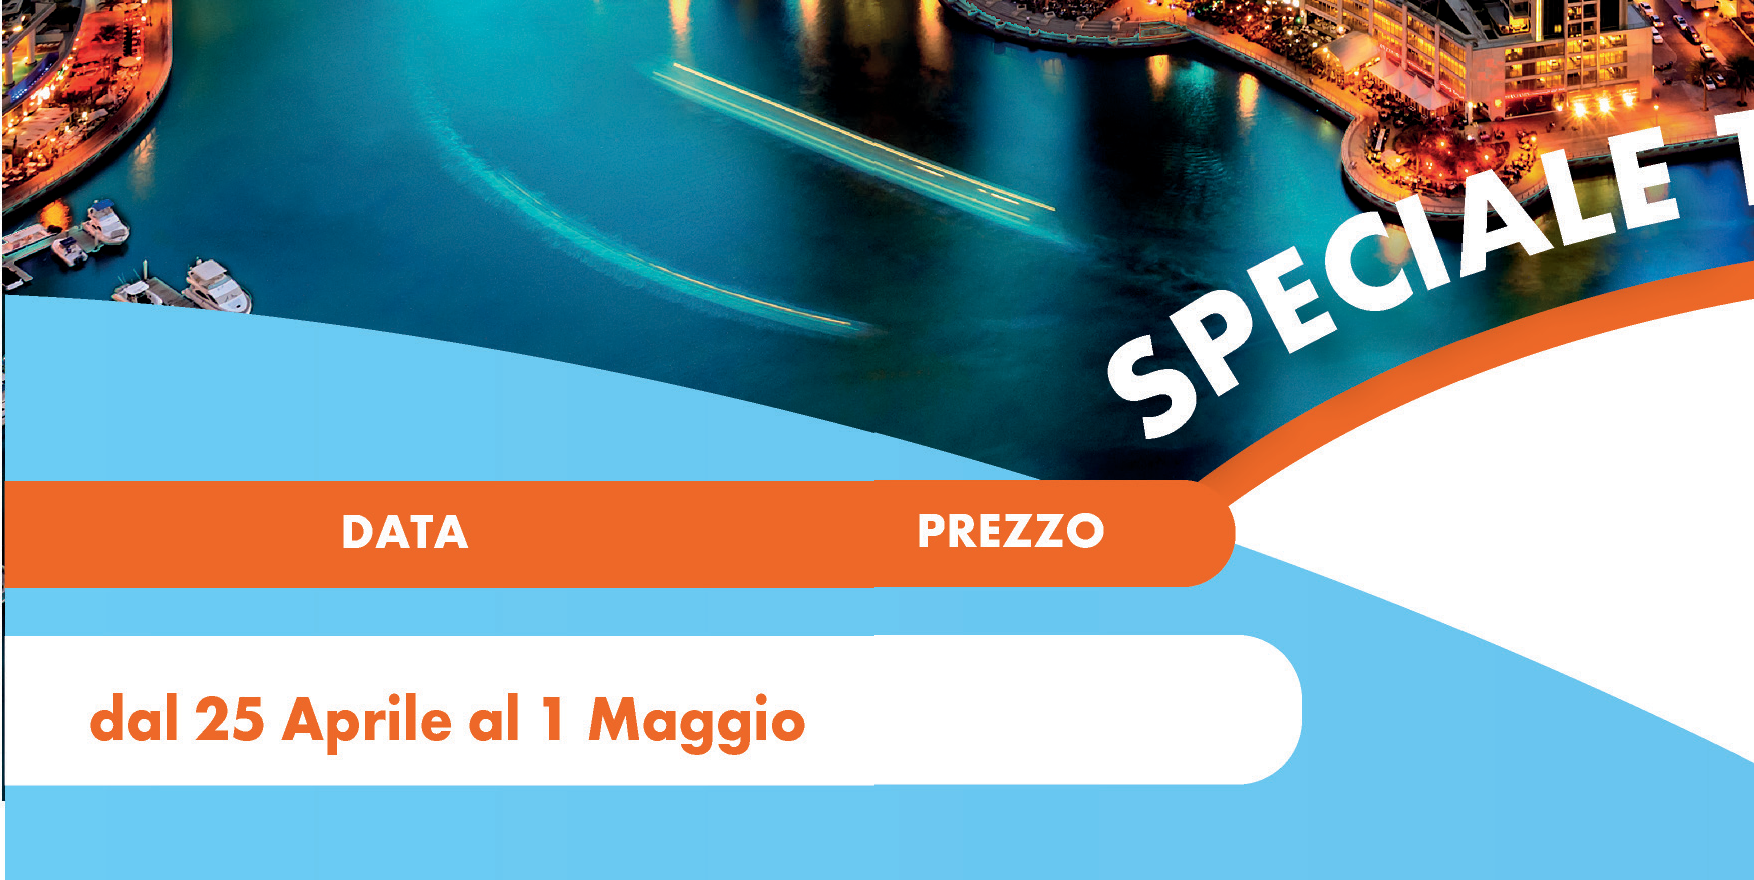 SPECIALE
DATA PREZZO
dal 25 Aprile al 1 Maggio